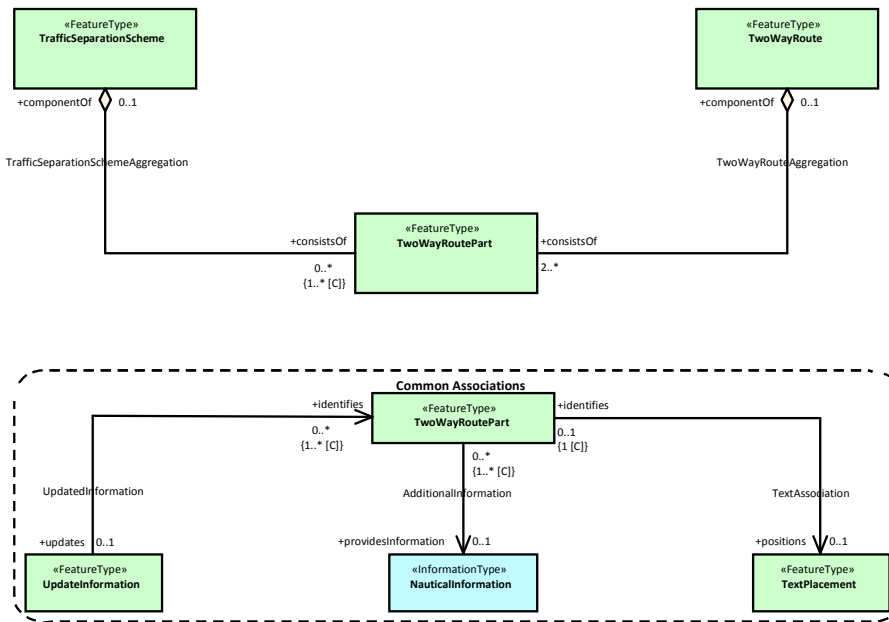 «FeatureType»
TrafficSeparationScheme
«FeatureType»
TwoWayRoute
+componentOf
0..1
+componentOf
0..1
TrafficSeparationSchemeAggregation
TwoWayRouteAggregation
«FeatureType»
TwoWayRoutePart
+consistsOf
0..*
{1..* [C]}
+consistsOf
2..*
Common Associations
«FeatureType»
TwoWayRoutePart
+identifies
0..*
{1..* [C]}
+identifies
0..1
{1 [C]}
0..*
{1..* [C]}
UpdatedInformation
AdditionalInformation
TextAssociation
+updates
0..1
+providesInformation
0..1
+positions
0..1
«FeatureType»
UpdateInformation
«InformationType»
NauticalInformation
«FeatureType»
TextPlacement